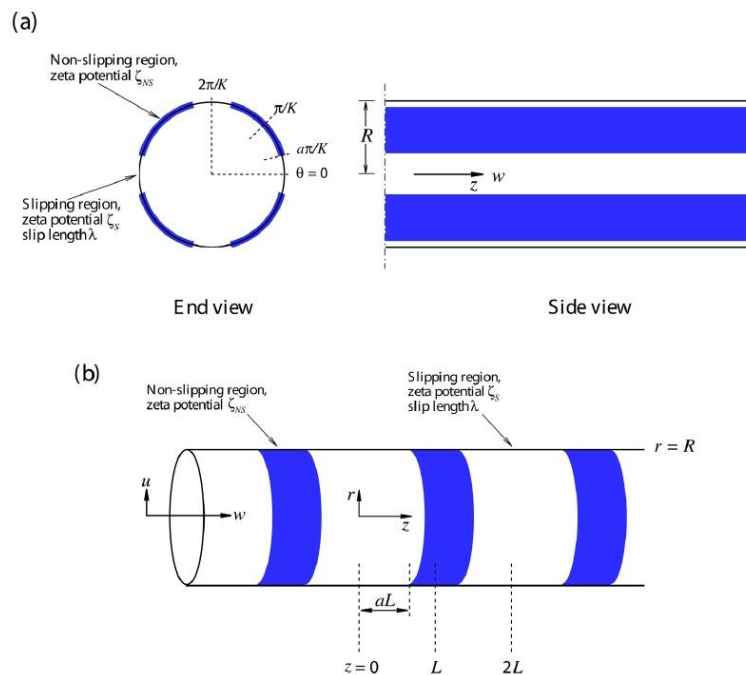 (a)
Non-slipping region,
zeta potential ζNS
2π/K
π/K
aπ/K
θ = 0
Slipping region,
zeta potential ζS
slip length λ
End view
R
z
w
Side view
(b)
Non-slipping region,
zeta potential ζNS
Slipping region,
zeta potential ζS
slip length λ
r = R
u
w
r
z
aL
z = 0
L
2L